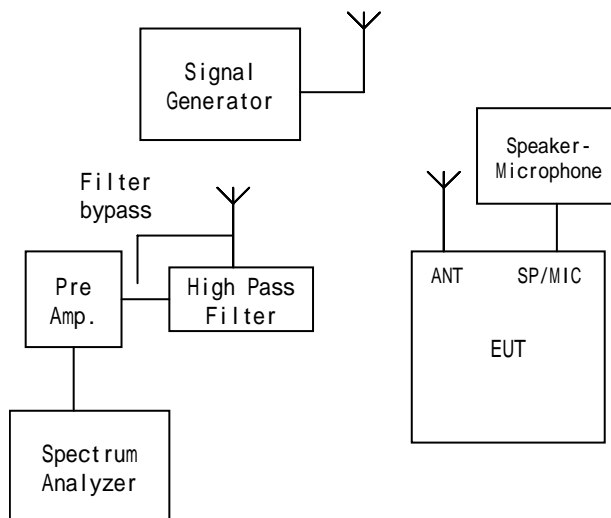 Signal
Generator
Speaker-
Microphone
Filter
bypass
Pre
Amp.
High Pass
Filter
ANT
SP/MIC
EUT
Spectrum
Analyzer